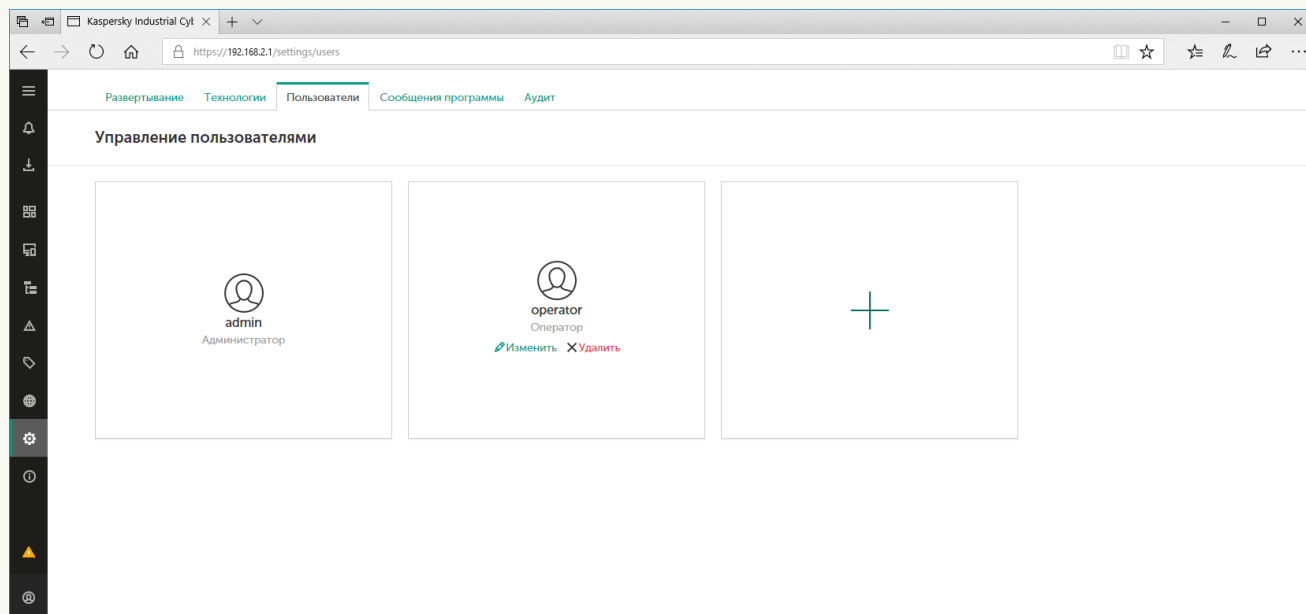 Kaspersky Industrial Cyt
https://192.168.2.1/settings/users
Развертывание Технологии Пользователи Сообщения программы Аудит
Управление пользователями
admin
Администратор
operator
Оператор
Изменить Удалить